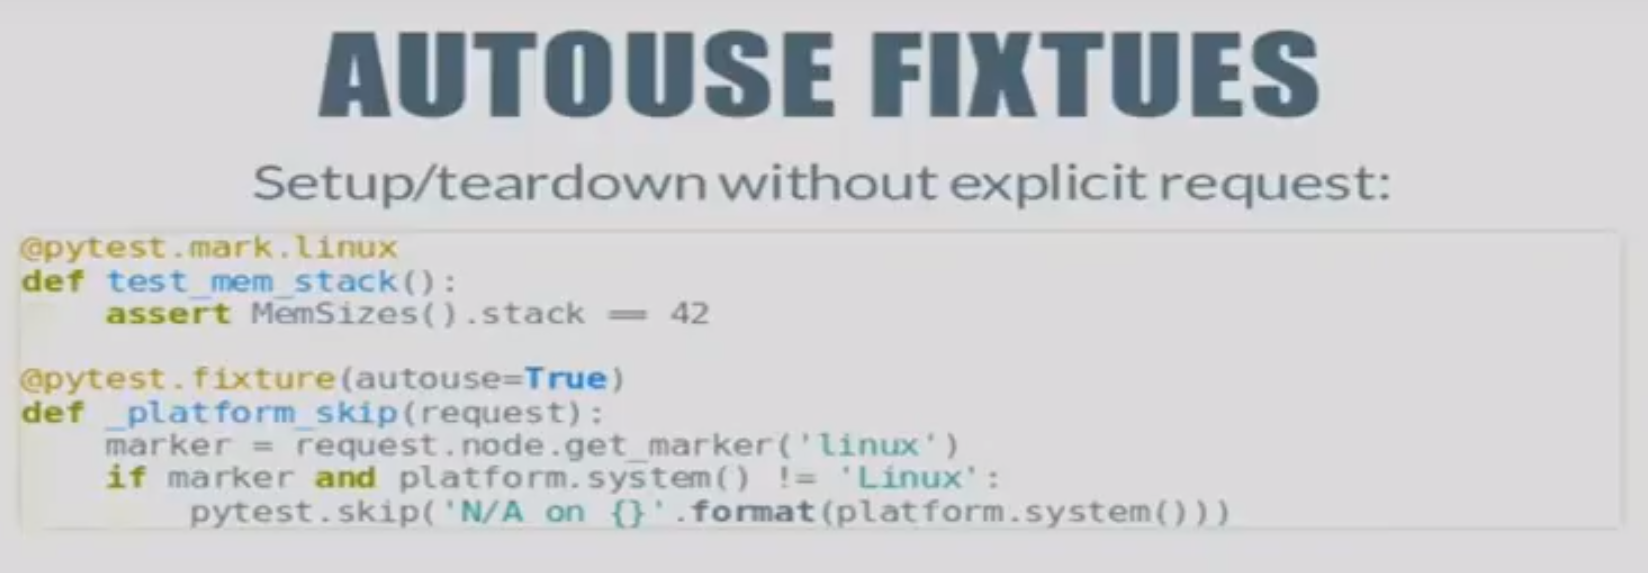 AUTOUSE FIXTUES
Setup/teardown without explicit request:
@pytest.mark.linux
def test_mem_stack():
    assert MemSizes().stack == 42

@pytest.fixture(autouse=True)
def _platform_skip(request):
    marker = request.node.get_marker('linux')
    if marker and platform.system() != 'Linux':
        pytest.skip('N/A on {}'.format(platform.system()))